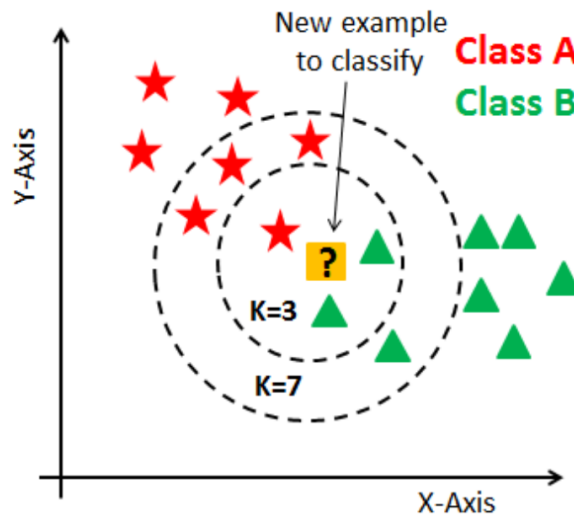 New example
to classify
Class A
Class B
Y-Axis
?
K=3
K=7
X-Axis